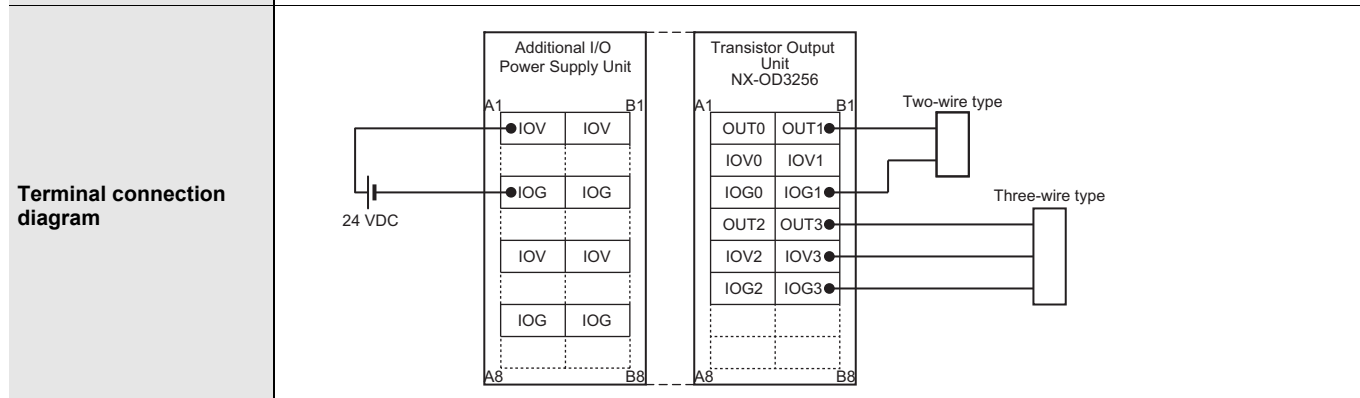 Terminal connection
diagram
Additional I/O
Power Supply Unit
A1 B1
IOV IOV
IOG IOG
IOV IOV
IOG IOG
A8 B8
24 VDC
Transistor Output
Unit
NX-OD3256
A1 B1
OUT0 OUT1
IOV0 IOV1
IOG0 IOG1
OUT2 OUT3
IOV2 IOV3
IOG2 IOG3
A8 B8
Two-wire type
Three-wire type